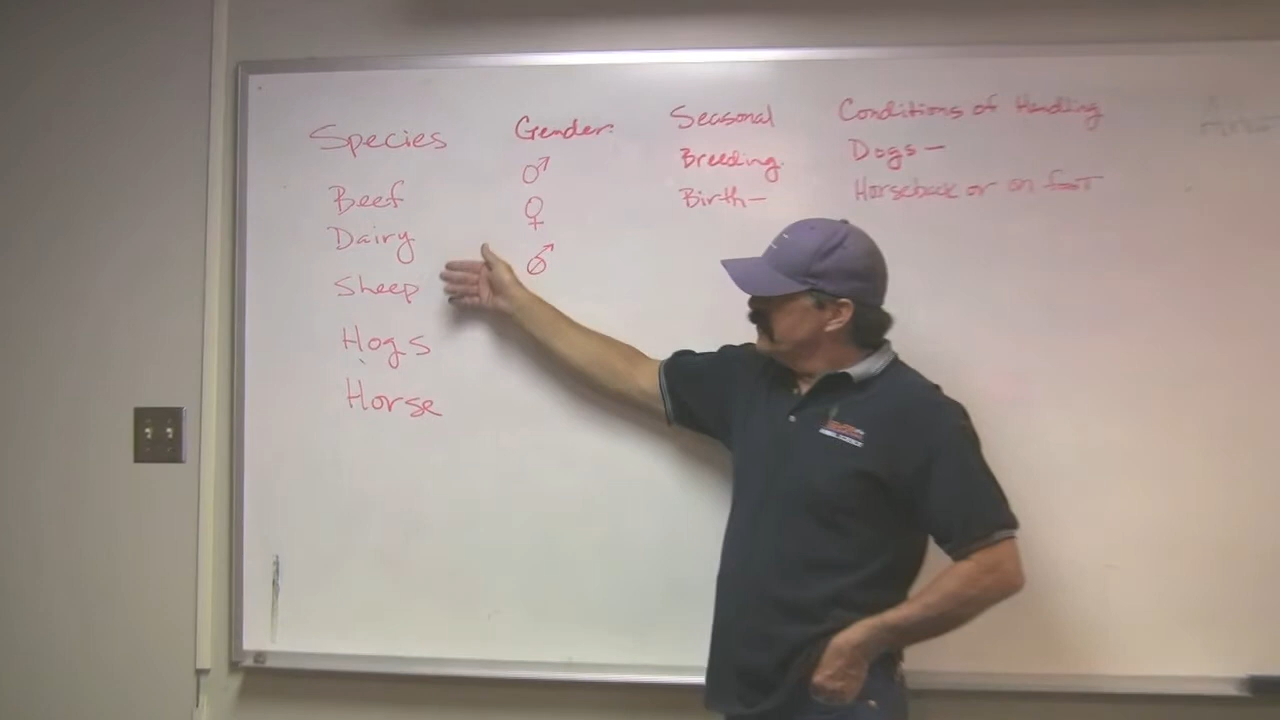 Species
Beef
Dairy
Sheep
Hogs
Horse
Gender:
♂
♀
Seasonal
Breeding.
Birth—
Conditions of Handling
Dogs—
Horseback or on foot